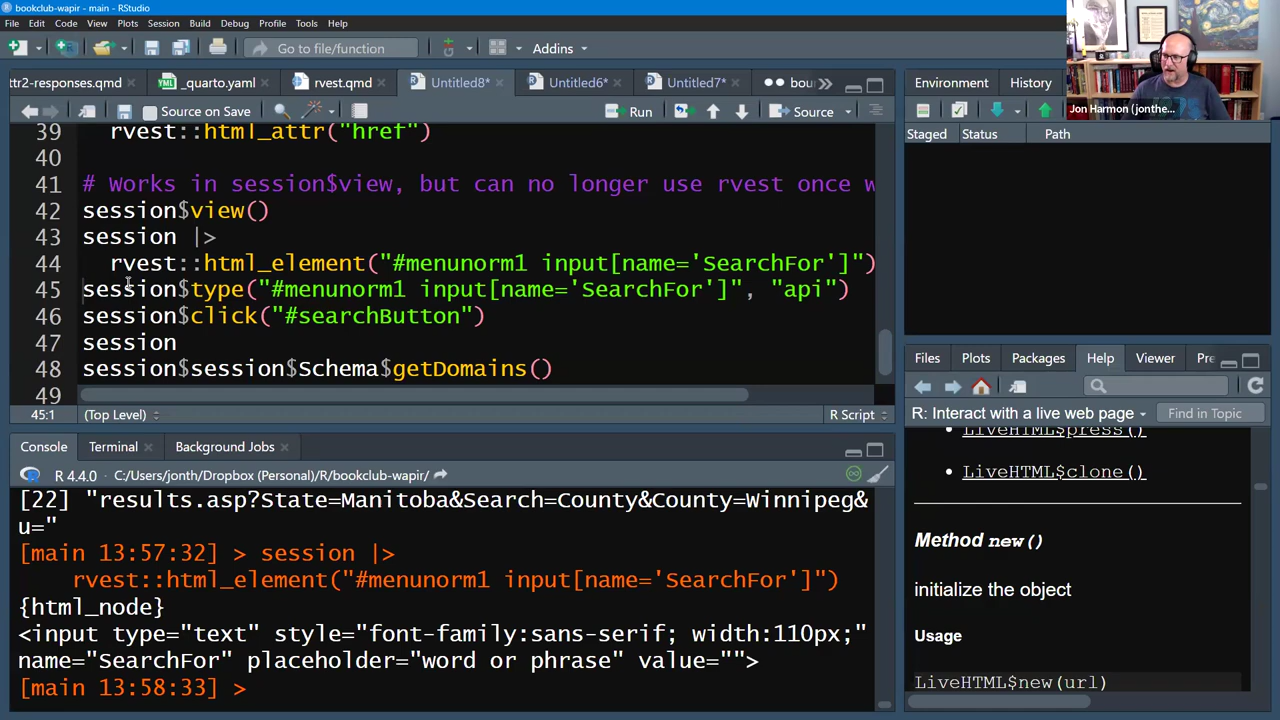 bookclub-wapir - main - RStudio
File Edit Code View Plots Session Build Debug Profile Tools Help
Go to file/function
Addins
ttr2-responses.qmd
_quarto.yaml
rvest.qmd
Untitled8*
Untitled6*
Untitled7*
bour
Source on Save
Run
Source
39 rvest::html_attr("href")
40
41 # Works in session$view, but can no longer use rvest once w
42 session$view()
43 session |>
44 rvest::html_element("#menunorm1 input[name='SearchFor']")
45 session$type("#menunorm1 input[name='SearchFor']", "api")
46 session$click("#searchButton")
47 session
48 session$session$Schema$getDomains()
49
45:1
(Top Level)
R Script
Console
Terminal
Background Jobs
R 4.4.0 · C:/Users/jonth/Dropbox (Personal)/R/bookclub-wapir/
[22] "results.asp?State=Manitoba&Search=County&County=Winnipeg&
u="
[main 13:57:32] > session |>
rvest::html_element("#menunorm1 input[name='SearchFor']")
{html_node}
<input type="text" style="font-family:sans-serif; width:110px;"
name="SearchFor" placeholder="word or phrase" value="">
[main 13:58:33] >
Jon Harmon (jonthe...
Environment
History
Staged
Status
Path
Files
Plots
Packages
Help
Viewer
Pre
R: Interact with a live web page
Find in Topic
LiveHTML$press()
LiveHTML$clone()
Method new()
initialize the object
Usage
LiveHTML$new(url)